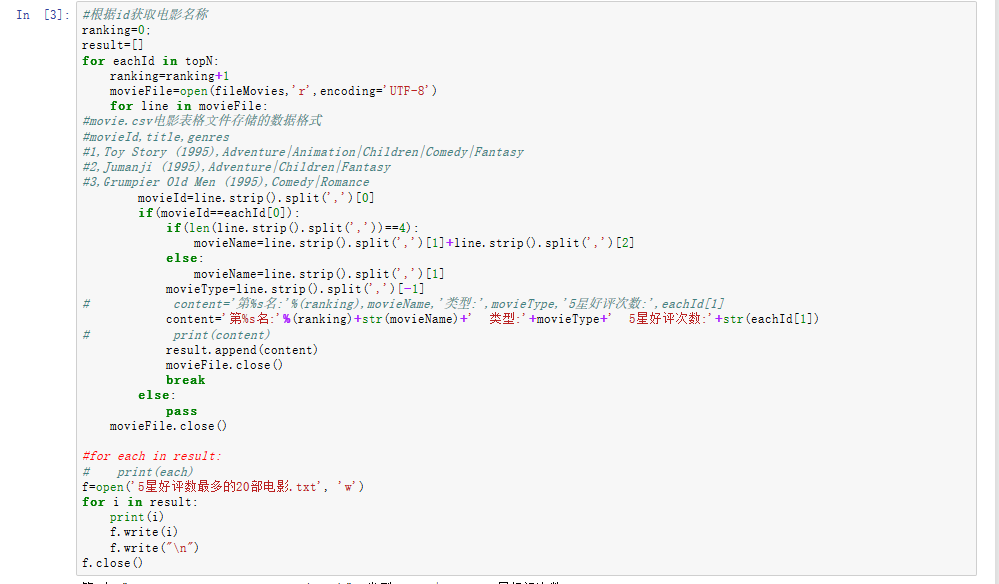 In [3]: #根据id获取电影名称
ranking=0;
result=[]
for eachId in topN:
    ranking=ranking+1
    movieFile=open(fileMovies,'r',encoding='UTF-8')
    for line in movieFile:
#movie.csv电影表格文件存储的数据格式
#movieId,title,genres
#1,Toy Story (1995),Adventure|Animation|Children|Comedy|Fantasy
#2,Jumanji (1995),Adventure|Children|Fantasy
#3,Grumpier Old Men (1995),Comedy|Romance
        movieId=line.strip().split(',')[0]
        if(movieId==eachId[0]):
            if(len(line.strip().split(','))==4):
                movieName=line.strip().split(',')[1]+line.strip().split(',')[2]
            else:
                movieName=line.strip().split(',')[1]
            movieType=line.strip().split(',')[-1]
#            content='第%s名:'%(ranking),movieName,'类型:',movieType,'5星好评次数:',eachId[1]
            content='第%s名:'%(ranking)+str(movieName)+'  类型:'+movieType+'  5星好评次数:'+str(eachId[1])
#            print(content)
            result.append(content)
            movieFile.close()
            break
        else:
            pass
    movieFile.close()
#for each in result:
#    print(each)
f=open('5星好评数最多的20部电影.txt', 'w')
for i in result:
    print(i)
    f.write(i)
    f.write("\n")
f.close()